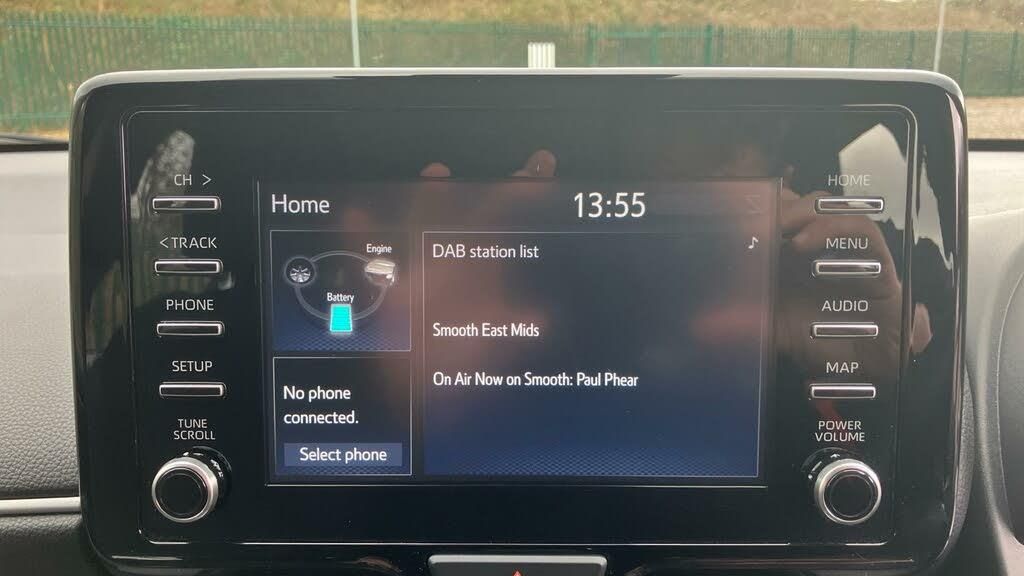 CH >
<TRACK
PHONE
SETUP
TUNE
SCROLL
Home
13:55
Engine
Battery
No phone
connected.
Select phone
DAB station list
Smooth East Mids
On Air Now on Smooth: Paul Phear
HOME
MENU
AUDIO
MAP
POWER
VOLUME